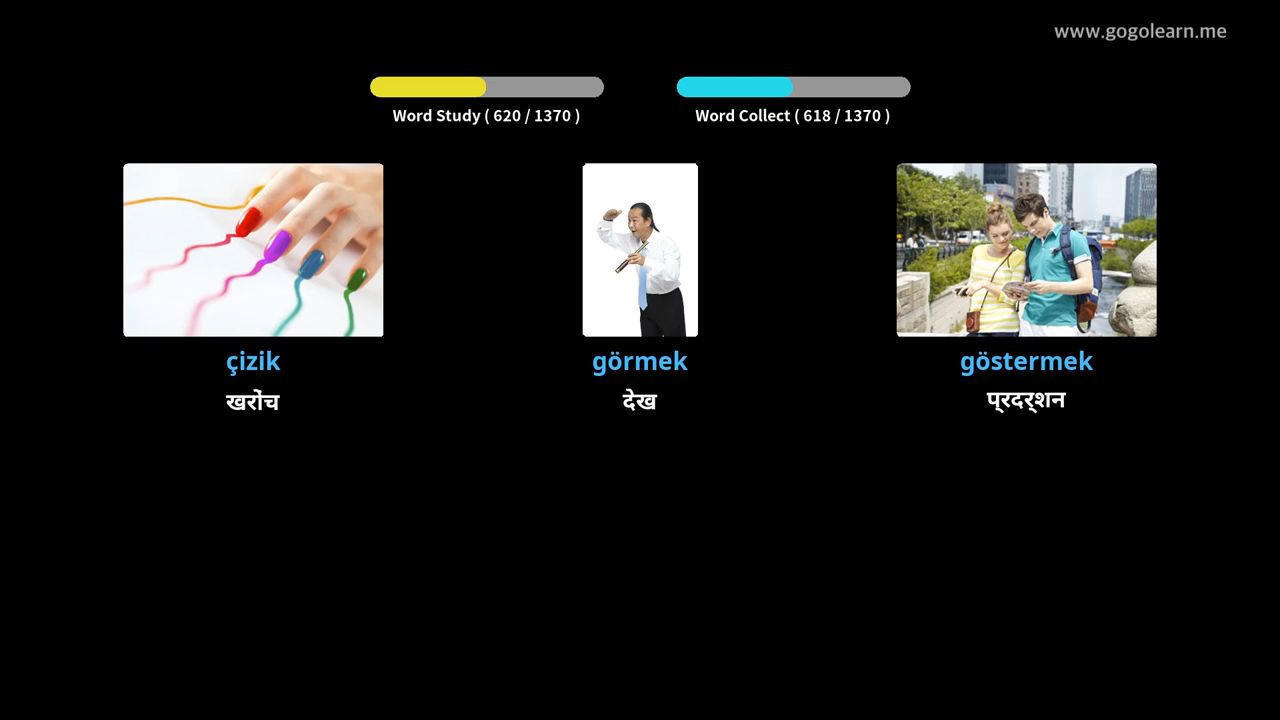 www.gogolearn.me
Word Study ( 620 / 1370 )
Word Collect ( 618 / 1370 )
çizik
görmek
göstermek
खरोंच
देख
प्रदर्शन